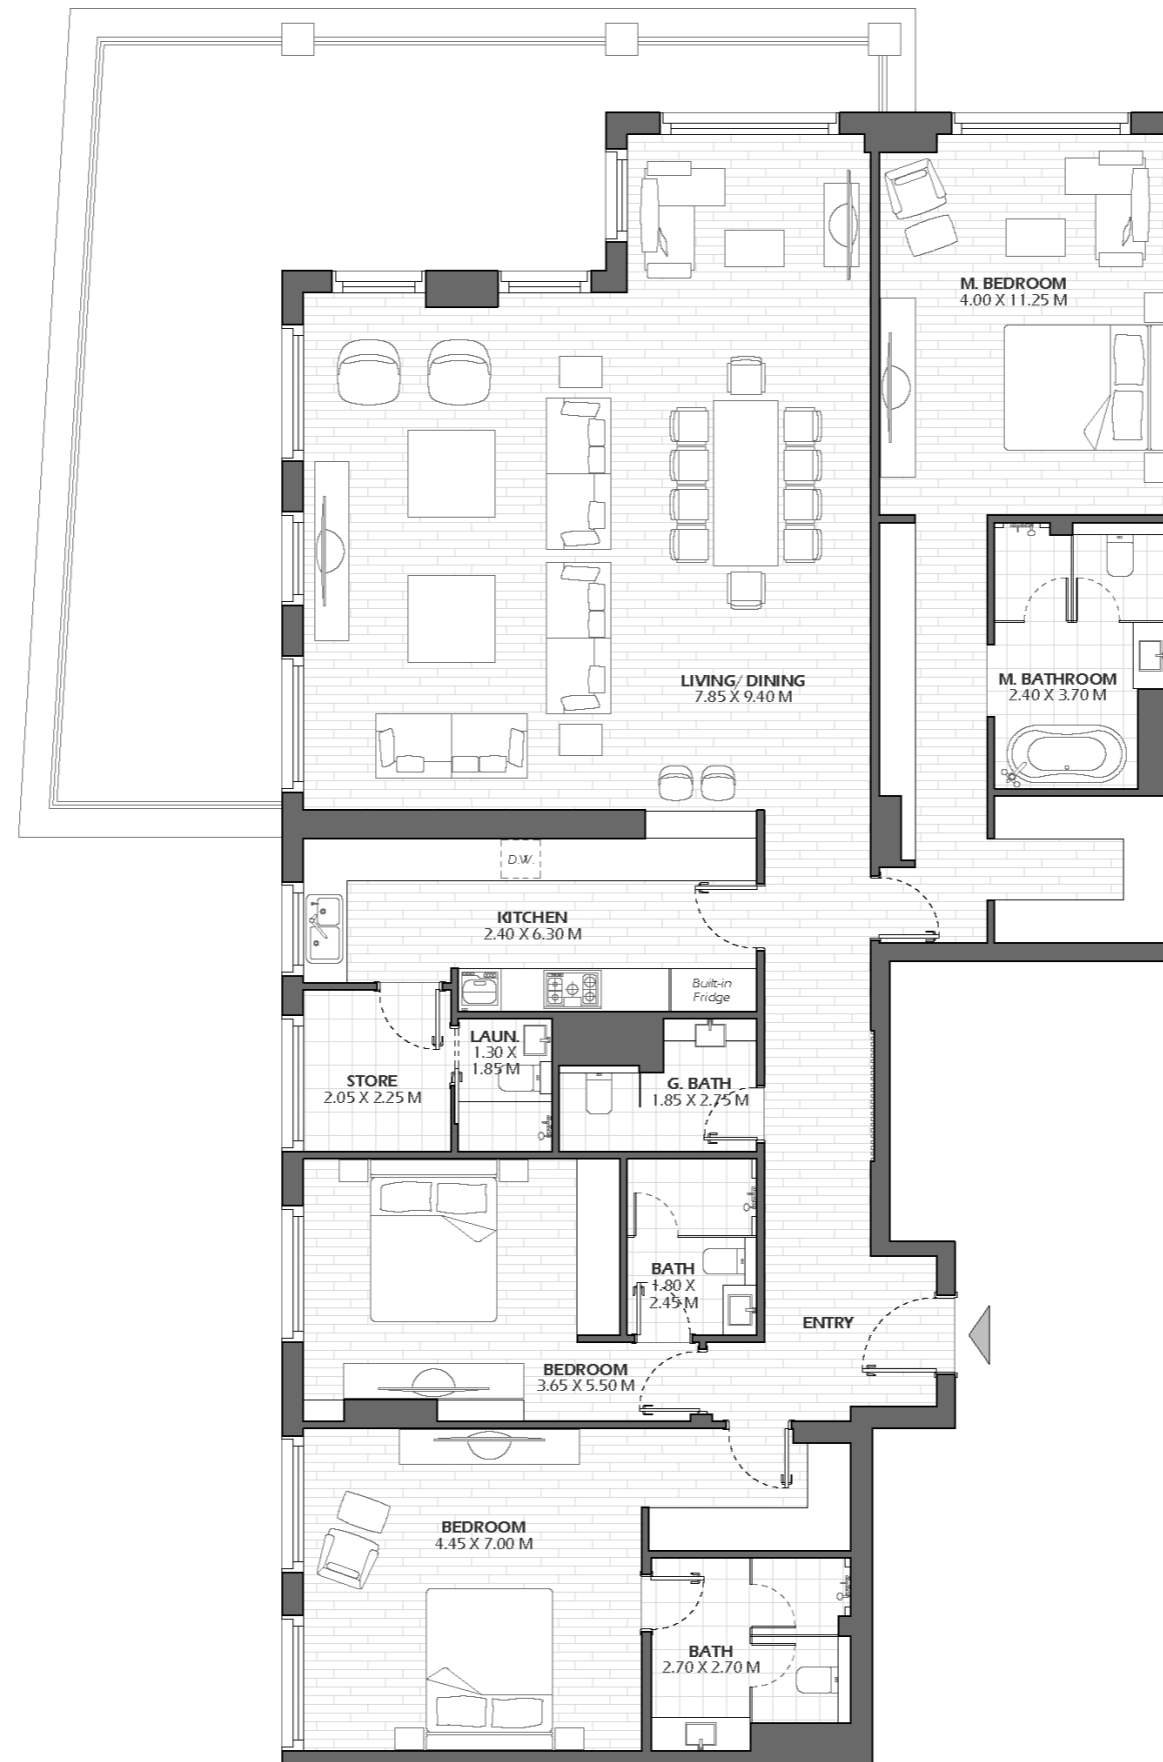 M. BEDROOM
4.00 X 11.25 M
LIVING/ DINING
7.85 X 9.40 M
M. BATHROOM
2.40 X 3.70 M
D.W.
KITCHEN
2.40 X 6.30 M
Built-in
Fridge
LAUN.
1.30 X
1.85 M
STORE
2.05 X 2.25 M
G. BATH
1.85 X 2.75 M
BATH
1.80 X
2.45 M
ENTRY
BEDROOM
3.65 X 5.50 M
BEDROOM
4.45 X 7.00 M
BATH
2.70 X 2.70 M